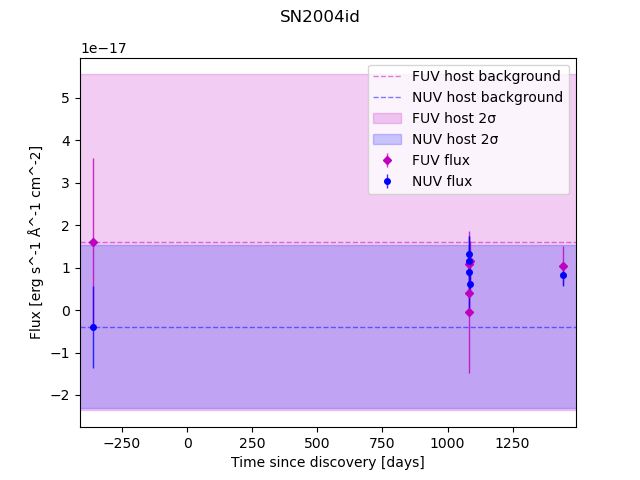 SN2004id
1e−17
FUV host background
NUV host background
FUV host 2σ
NUV host 2σ
FUV flux
NUV flux
5
4
3
2
1
0
−1
−2
Flux [erg s^-1 Å^-1 cm^-2]
−250 0 250 500 750 1000 1250
Time since discovery [days]